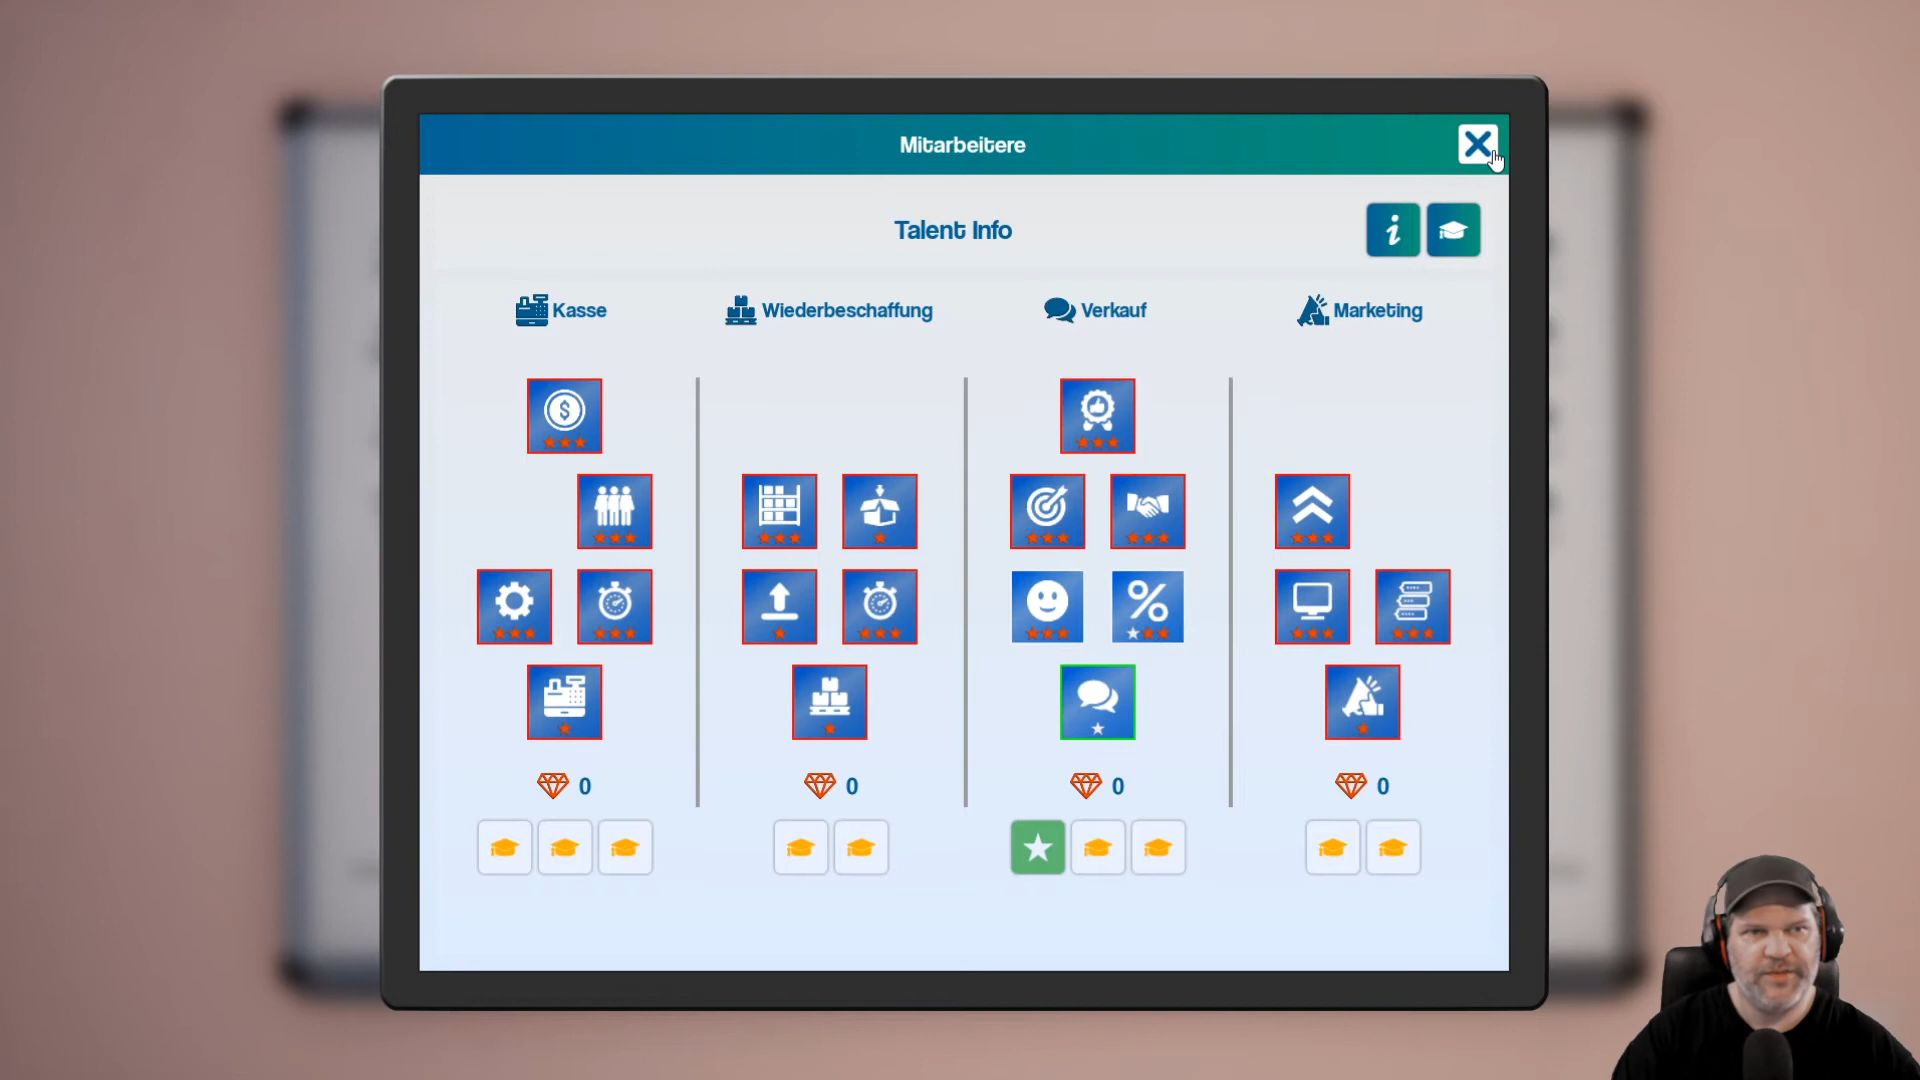 Mitarbeitere
Talent Info
Kasse
Wiederbeschaffung
Verkauf
Marketing
0
0
0
0